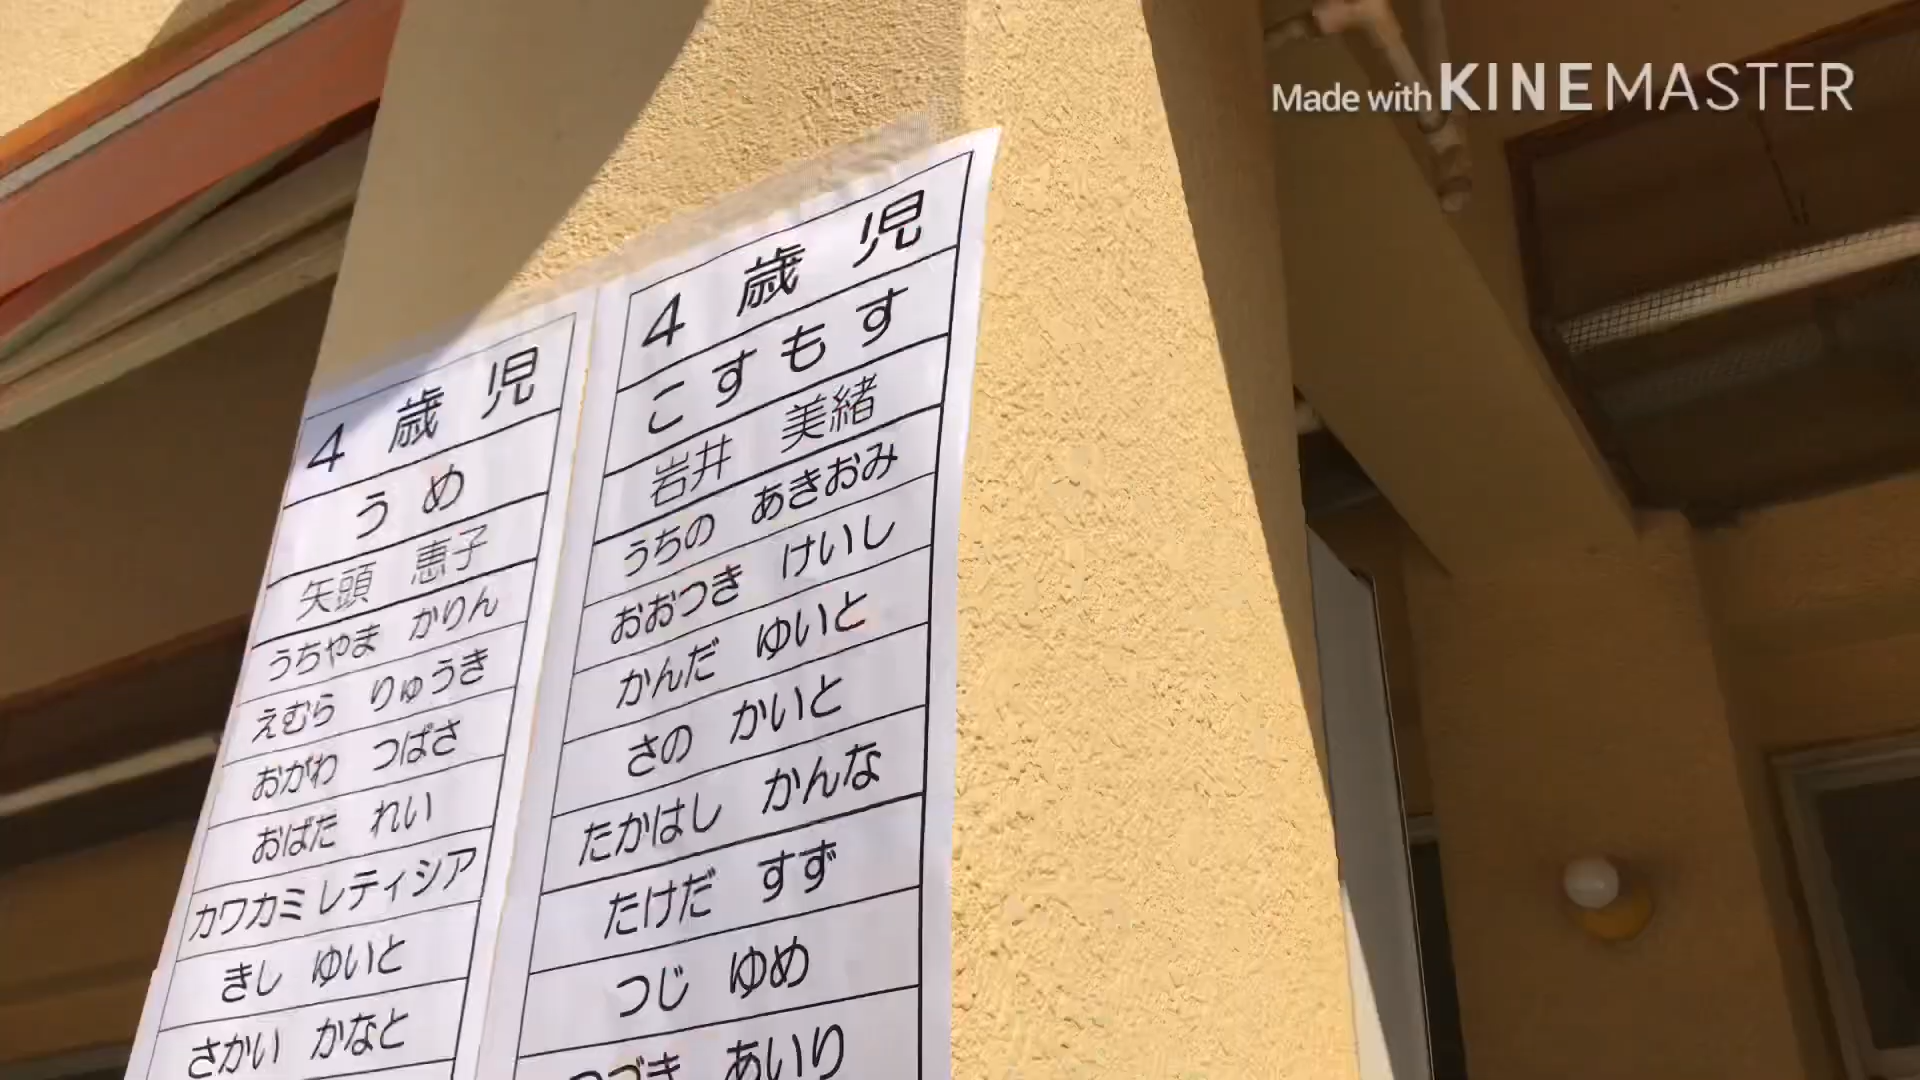 Made with KINEMASTER
4 歳 児
うめ
矢頭 恵子
うちやま かりん
えむら りゅうき
おがわ つばさ
おばた れい
カワカミ レティシア
きし ゆいと
さかい かなと
4 歳 児
こすもす
岩井 美緒
うちの あきおみ
おおつき けいし
かんだ ゆいと
さの かいと
たかはし かんな
たけだ すず
つじ ゆめ
あいり